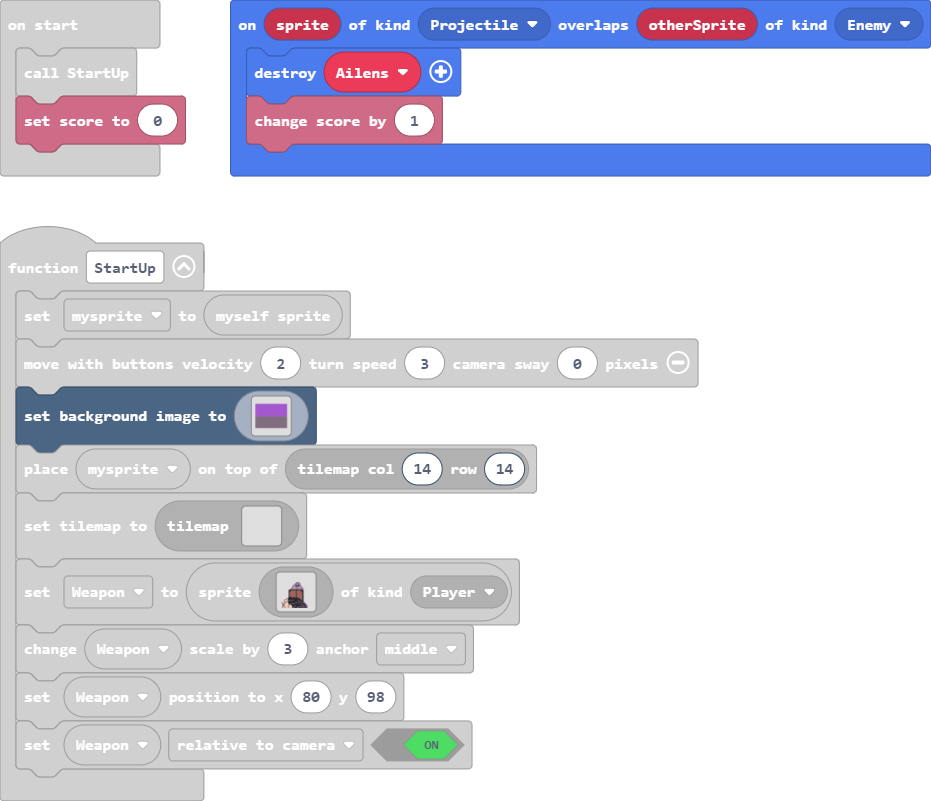 on start
call StartUp
set score to 0
on sprite of kind Projectile overlaps otherSprite of kind Enemy
destroy Ailens
change score by 1
function StartUp
set mysprite to myself sprite
move with buttons velocity 2 turn speed 3 camera sway 0 pixels
set background image to
place mysprite on top of tilemap col 14 row 14
set tilemap to tilemap
set Weapon to sprite of kind Player
change Weapon scale by 3 anchor middle
set Weapon position to x 80 y 98
set Weapon relative to camera ON